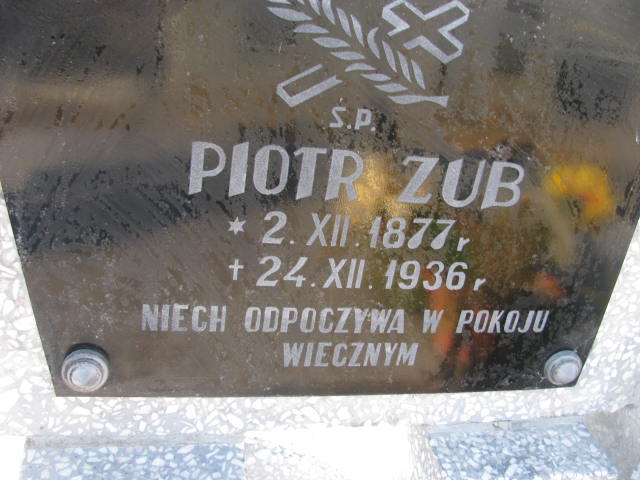 Ś.P.
PIOTR ZUB
* 2. XII. 1877 r
+ 24. XII. 1936 r
NIECH ODPOCZYWA W POKOJU
WIECZNYM